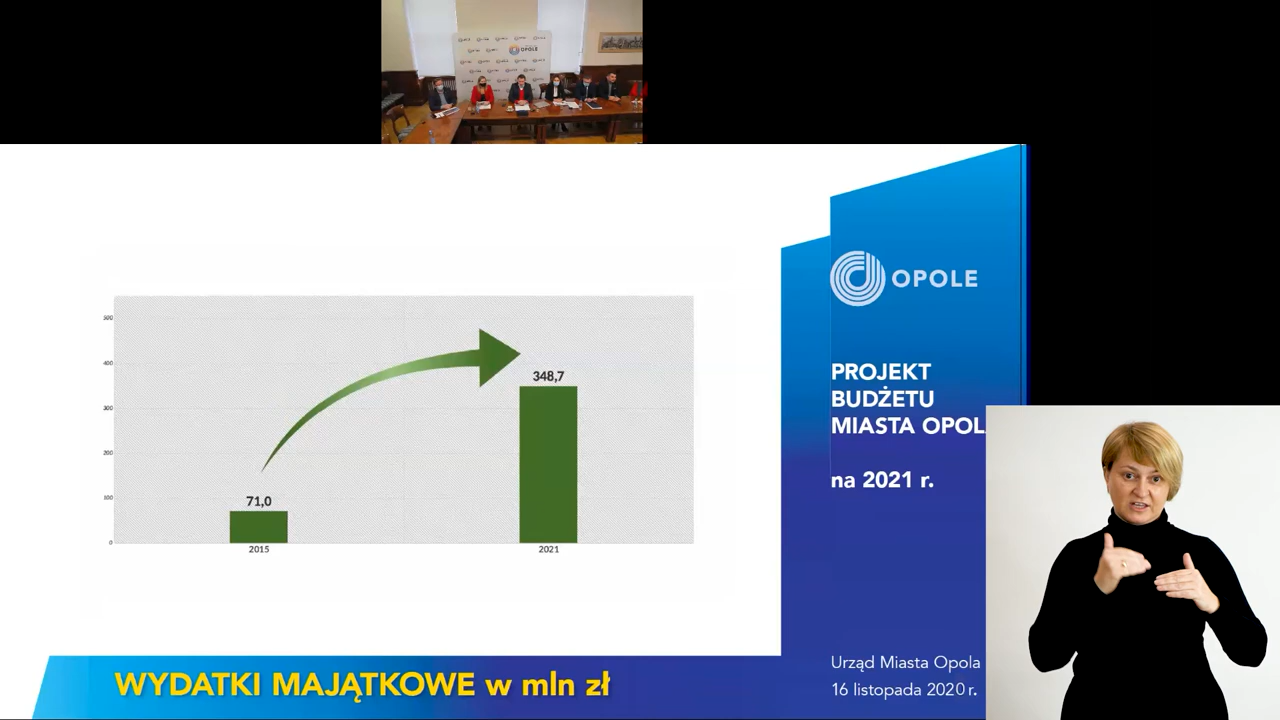 OPOLE
500
400
300
200
100
0
71,0
348,7
2015
2021
OPOLE
PROJEKT
BUDŻETU
MIASTA OPOL
na 2021 r.
Urząd Miasta Opola
16 listopada 2020 r.
WYDATKI MAJĄTKOWE w mln zł